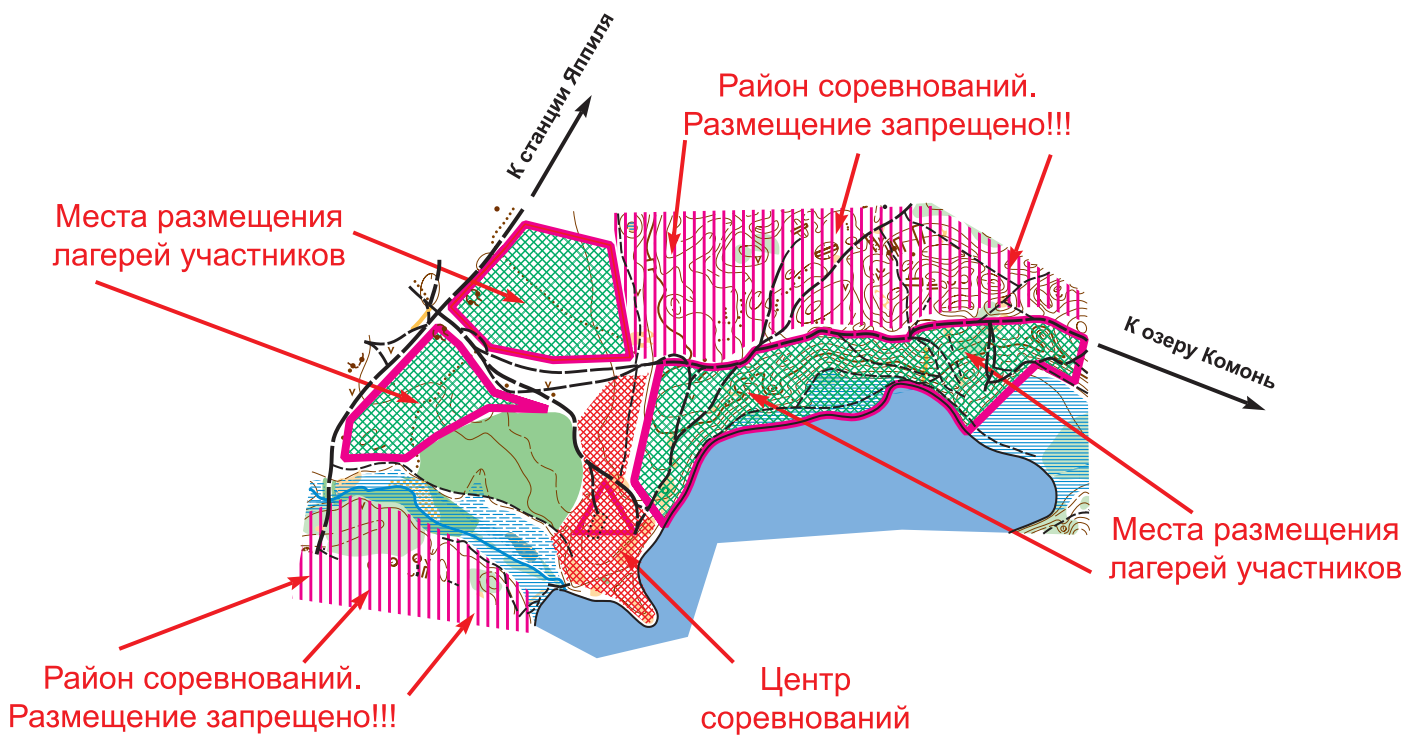 К станции Яппиля
Район соревнований.
Размещение запрещено!!!
Места размещения
лагерей участников
К озеру Комонь
Места размещения
лагерей участников
Район соревнований.
Размещение запрещено!!!
Центр
соревнований